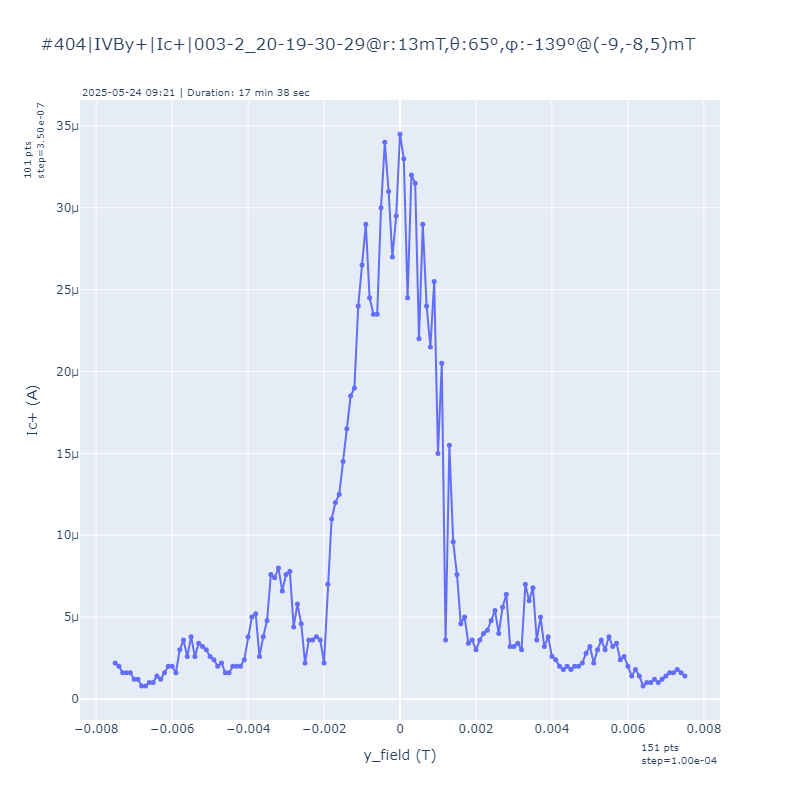 #404|IVBy+|Ic+|003-2_20-19-30-29@r:13mT,θ:65°,φ:-139°@(-9,-8,5)mT
2025-05-24 09:21 | Duration: 17 min 38 sec
101 pts
step=3.50e-07
35μ
30μ
25μ
20μ
15μ
10μ
5μ
0
Ic+ (A)
−0.008 −0.006 −0.004 −0.002 0 0.002 0.004 0.006 0.008
y_field (T)
151 pts
step=1.00e-04